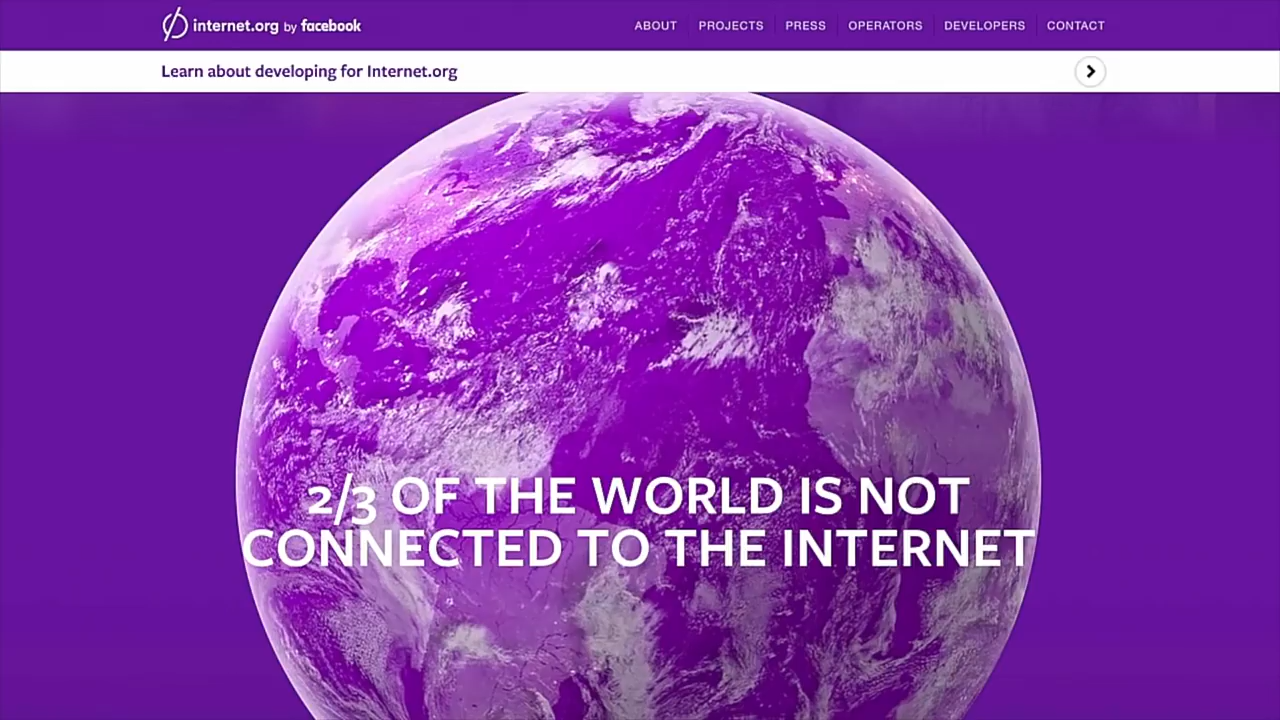 internet.org by facebook
ABOUT PROJECTS PRESS OPERATORS DEVELOPERS CONTACT
Learn about developing for Internet.org
2/3 OF THE WORLD IS NOT
CONNECTED TO THE INTERNET